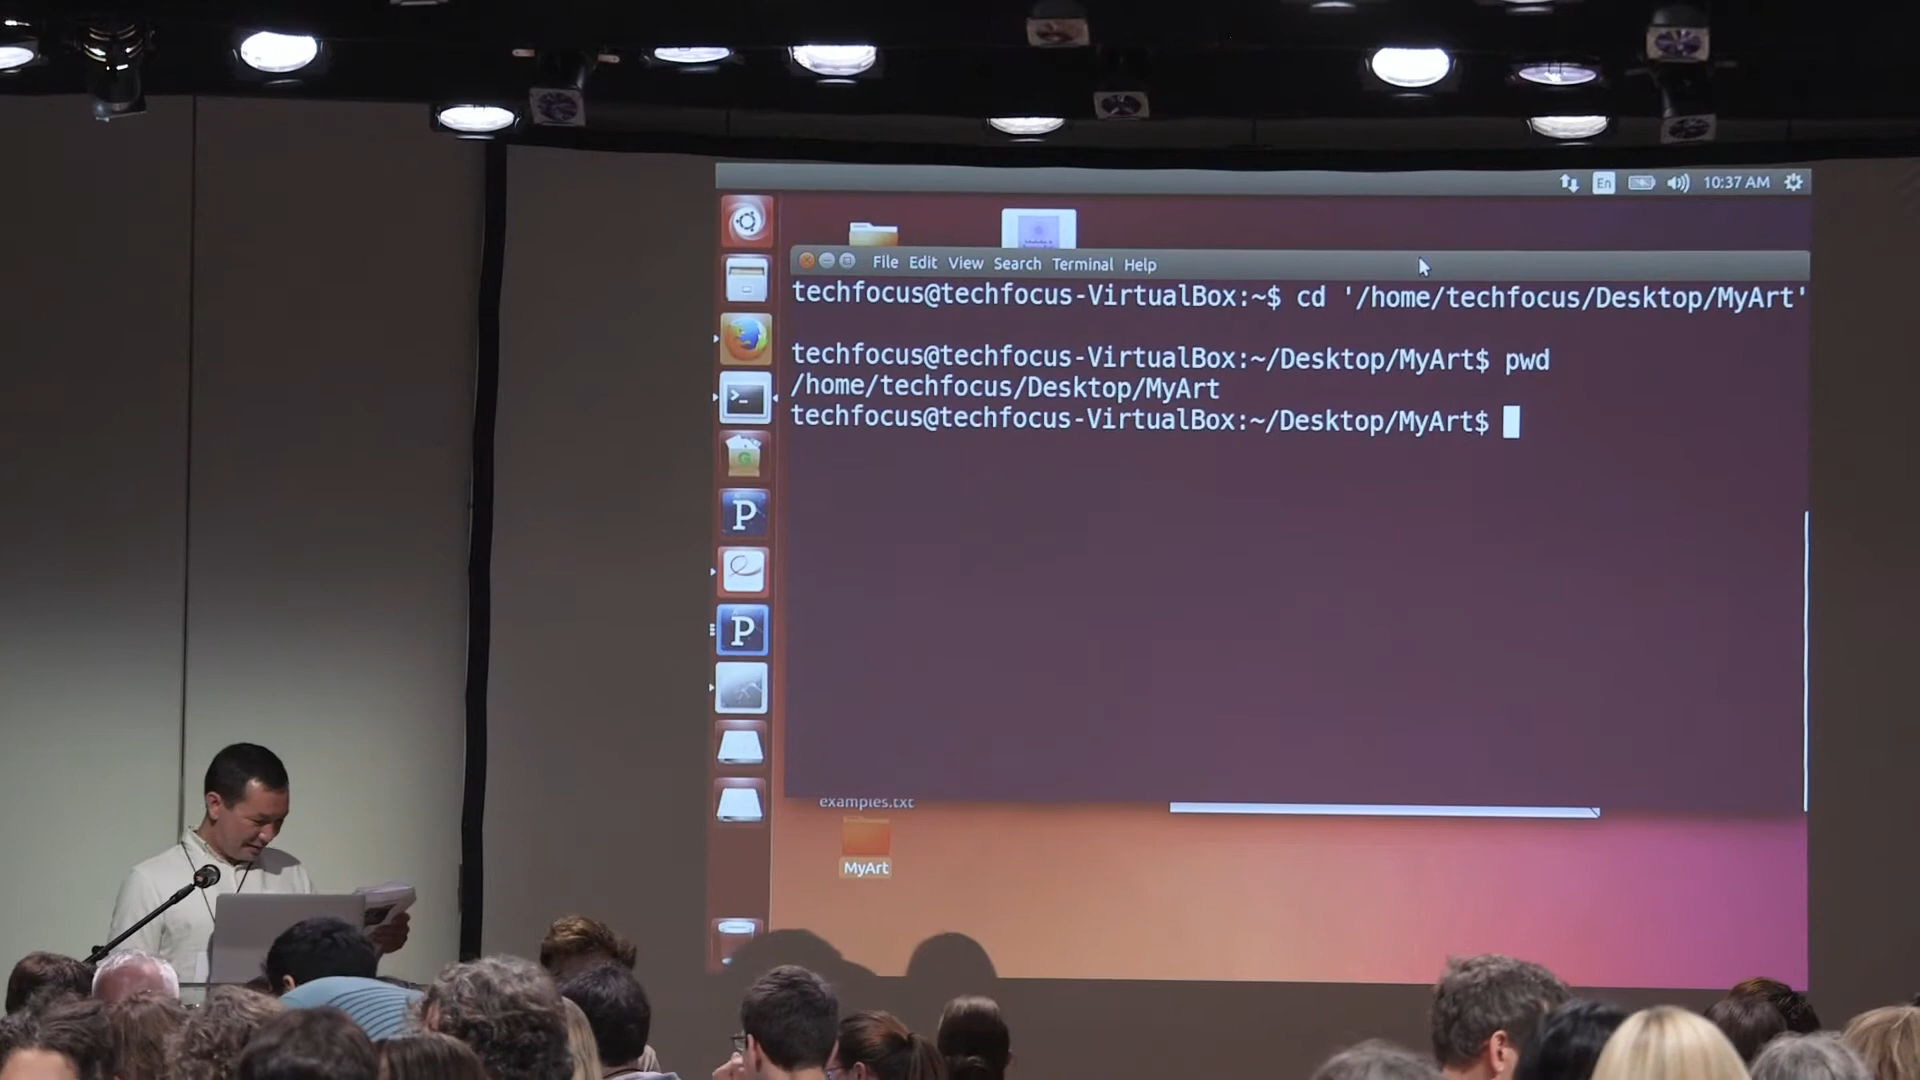 En 10:37 AM
File Edit View Search Terminal Help
techfocus@techfocus-VirtualBox:~$ cd '/home/techfocus/Desktop/MyArt'
techfocus@techfocus-VirtualBox:~/Desktop/MyArt$ pwd
/home/techfocus/Desktop/MyArt
techfocus@techfocus-VirtualBox:~/Desktop/MyArt$
>_
G
P
P
examples.txt
MyArt